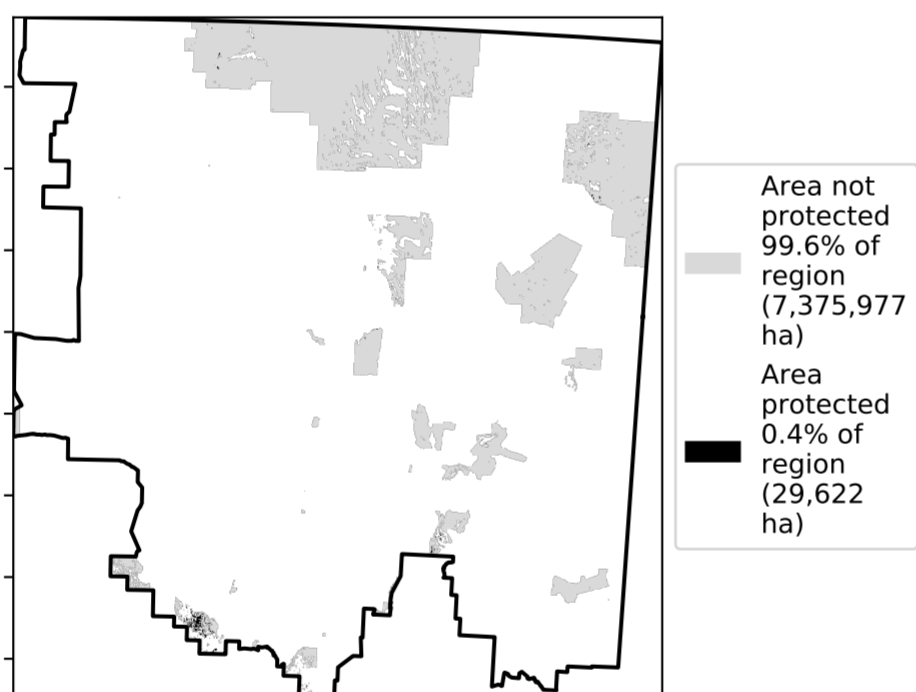 Area not
protected
99.6% of
region
(7,375,977
ha)
Area
protected
0.4% of
region
(29,622
ha)